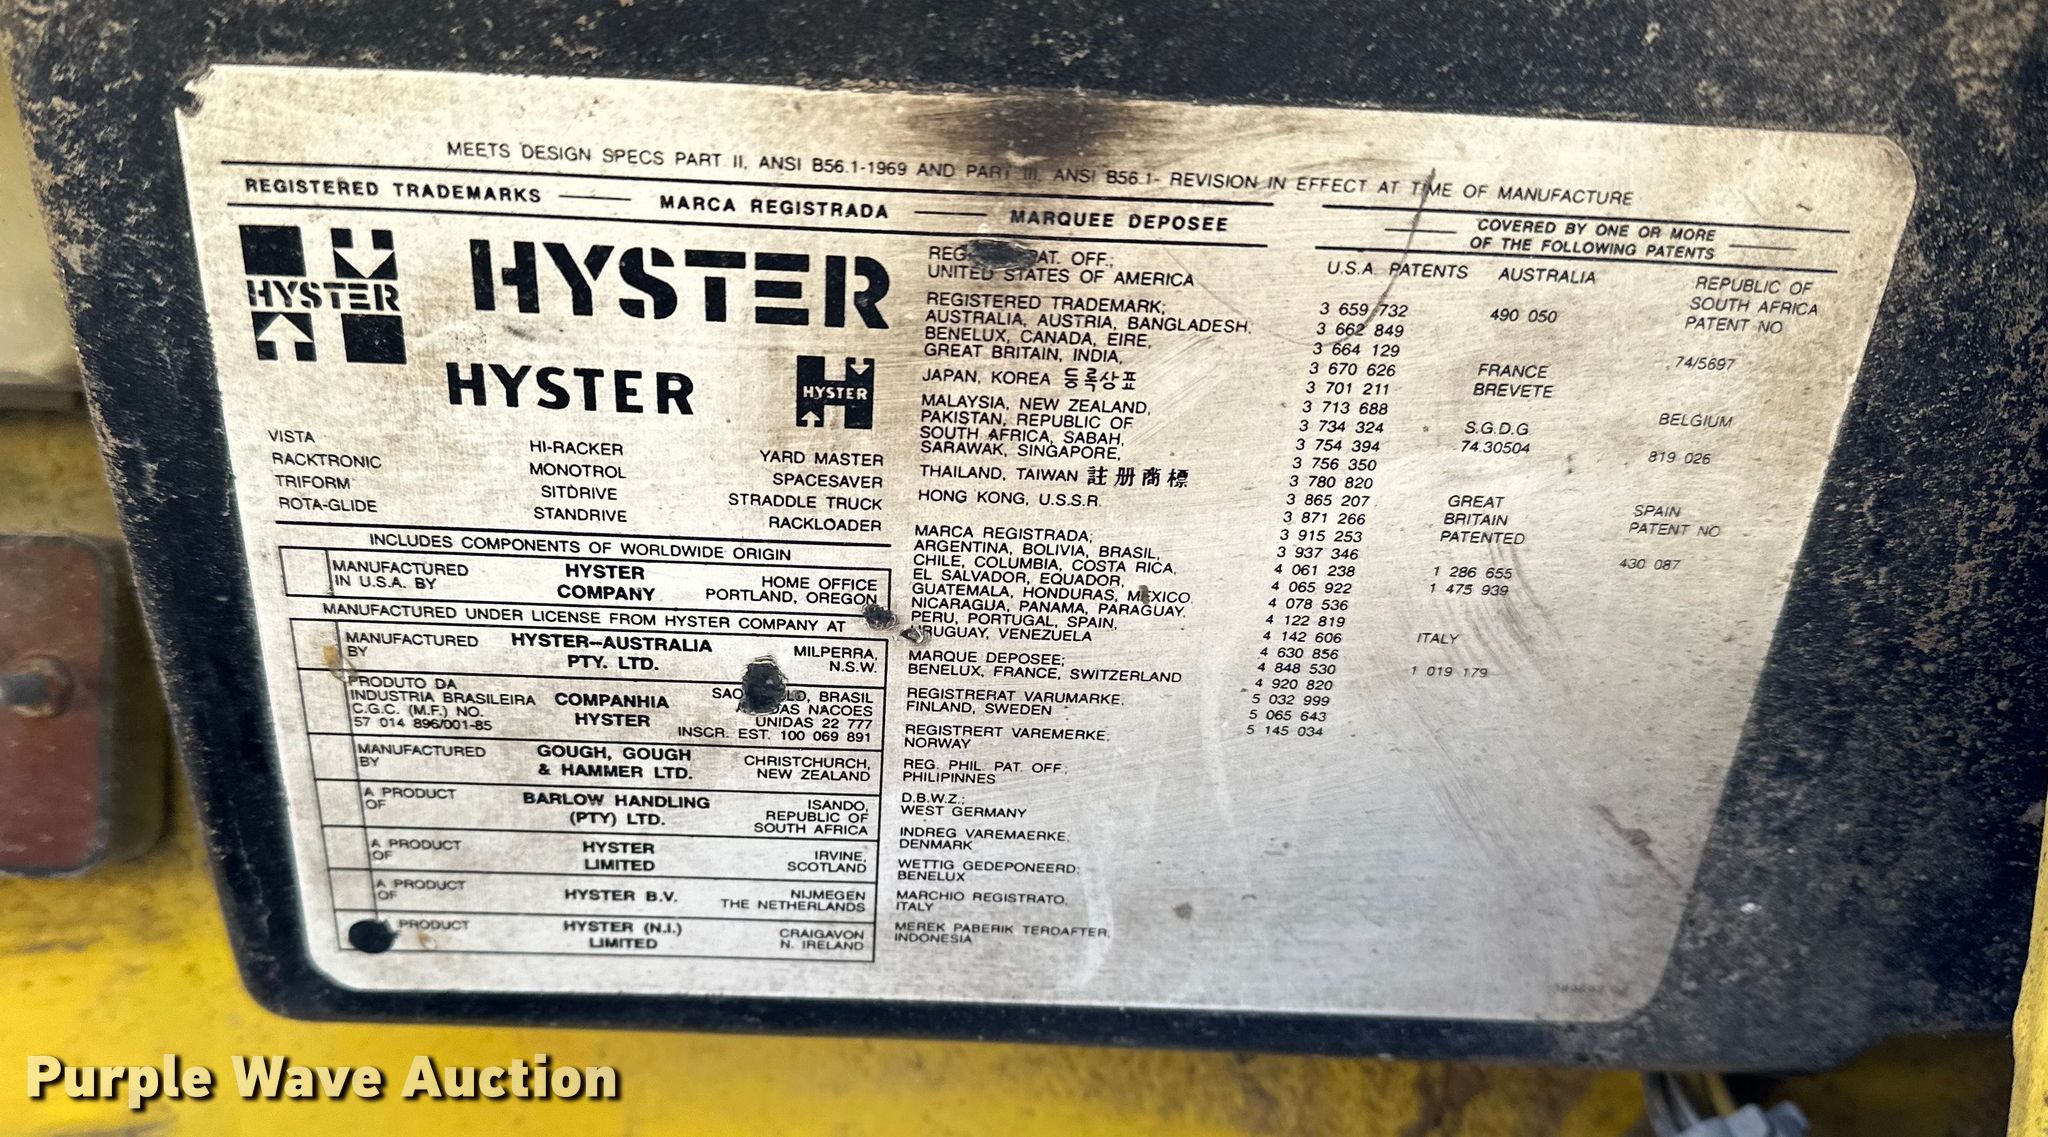 MEETS DESIGN SPECS PART II, ANSI B56.1-1969 AND PART III, ANSI B56.1- REVISION IN EFFECT AT TIME OF MANUFACTURE
REGISTERED TRADEMARKS MARCA REGISTRADA MARQUEE DEPOSEE
HYSTER
HYSTER
HYSTER
HYSTER
VISTA
RACKTRONIC
TRIFORM
ROTA-GLIDE
HI-RACKER
MONOTROL
SITDRIVE
STANDRIVE
YARD MASTER
SPACESAVER
STRADDLE TRUCK
RACKLOADER
INCLUDES COMPONENTS OF WORLDWIDE ORIGIN
MANUFACTURED
IN U.S.A. BY
HYSTER
COMPANY
HOME OFFICE
PORTLAND, OREGON
MANUFACTURED UNDER LICENSE FROM HYSTER COMPANY AT
MANUFACTURED
BY
HYSTER-AUSTRALIA
PTY. LTD.
MILPERRA,
N.S.W.
PRODUTO DA
INDUSTRIA BRASILEIRA
C.G.C. (M.F.) NO.
57 014 896/001-85
COMPANHIA
HYSTER
SAO BRASIL
NACOES
UNIDAS 22 777
INSCR. EST. 100 069 891
MANUFACTURED
BY
GOUGH, GOUGH
& HAMMER LTD.
CHRISTCHURCH,
NEW ZEALAND
A PRODUCT
OF
BARLOW HANDLING
(PTY) LTD.
ISANDO,
REPUBLIC OF
SOUTH AFRICA
A PRODUCT
OF
HYSTER
LIMITED
IRVINE,
SCOTLAND
A PRODUCT
OF
HYSTER B.V.
NIJMEGEN
THE NETHERLANDS
PRODUCT
HYSTER (N.I.)
LIMITED
CRAIGAVON
N. IRELAND
PAT. OFF.;
UNITED STATES OF AMERICA
REGISTERED TRADEMARK;
AUSTRALIA, AUSTRIA, BANGLADESH,
BENELUX, CANADA, EIRE,
GREAT BRITAIN, INDIA,
JAPAN, KOREA 등록상표
MALAYSIA, NEW ZEALAND,
PAKISTAN, REPUBLIC OF
SOUTH AFRICA, SABAH,
SARAWAK, SINGAPORE,
THAILAND, TAIWAN 註册商標
HONG KONG, U.S.S.R.
MARCA REGISTRADA;
ARGENTINA, BOLIVIA, BRASIL,
CHILE, COLUMBIA, COSTA RICA,
EL SALVADOR, EQUADOR,
GUATEMALA, HONDURAS, MEXICO,
NICARAGUA, PANAMA, PARAGUAY,
PERU, PORTUGAL, SPAIN,
URUGUAY, VENEZUELA
MARQUE DEPOSEE;
BENELUX, FRANCE, SWITZERLAND
REGISTRERAT VARUMARKE,
FINLAND, SWEDEN
REGISTRERT VAREMERKE,
NORWAY
REG. PHIL. PAT. OFF.;
PHILIPINNES
D.B.W.Z.;
WEST GERMANY
INDREG VAREMAERKE,
DENMARK
WETTIG GEDEPONEERD;
BENELUX
MARCHIO REGISTRATO,
ITALY
MEREK PABERIK TERDAFTER,
INDONESIA
COVERED BY ONE OR MORE
OF THE FOLLOWING PATENTS
U.S.A. PATENTS
3 659 732
3 662 849
3 664 129
3 670 626
3 701 211
3 713 688
3 734 324
3 754 394
3 756 350
3 780 820
3 865 207
3 871 266
3 915 253
3 937 346
4 061 238
4 065 922
4 078 536
4 122 819
4 142 606
4 630 856
4 848 530
4 920 820
5 032 999
5 065 643
5 145 034
AUSTRALIA
490 050
FRANCE
BREVETE
S.G.D.G
74.30504
GREAT
BRITAIN
PATENTED
1 286 655
1 475 939
ITALY
1 019 179
REPUBLIC OF
SOUTH AFRICA
PATENT NO
74/5697
BELGIUM
819 026
SPAIN
PATENT NO
430 087
Purple Wave Auction